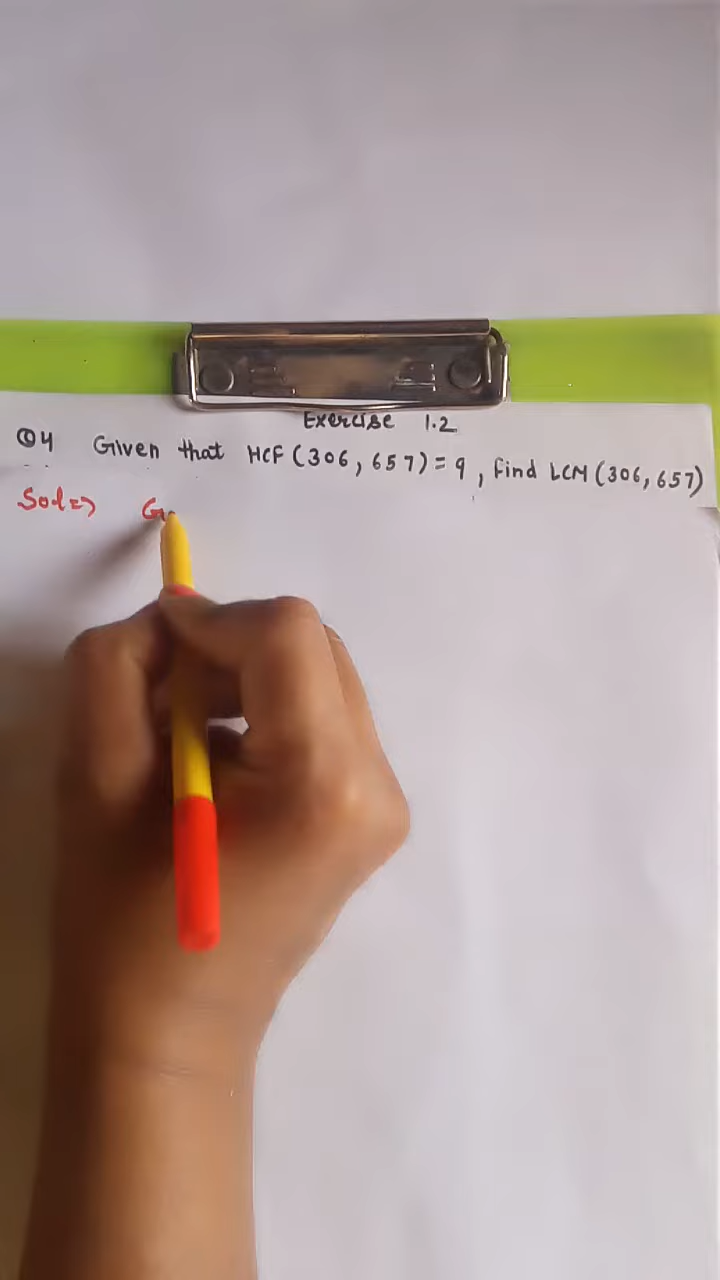 Exercise 1.2
Q4 Given that HCF (306, 657) = 9, find LCM (306, 657)
Sol=>